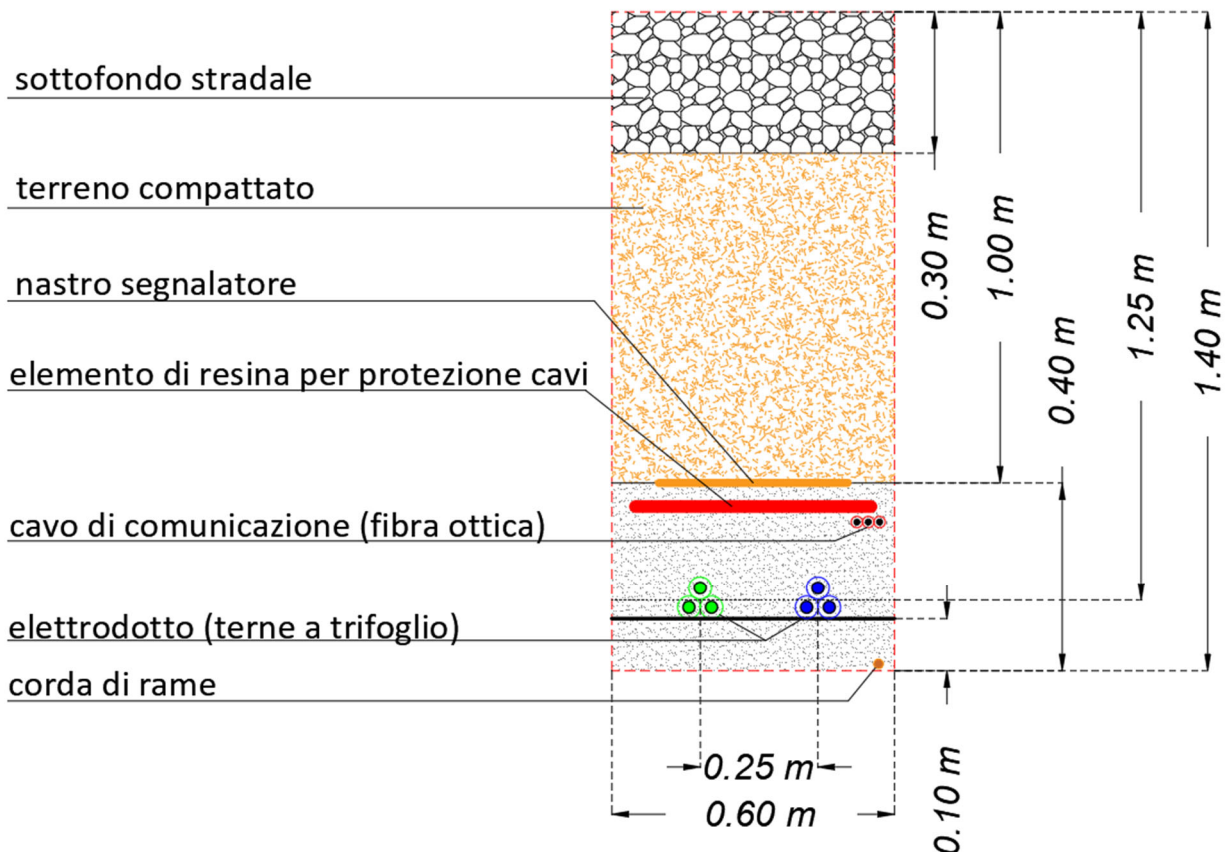 sottofondo stradale
terreno compattato
nastro segnalatore
elemento di resina per protezione cavi
cavo di comunicazione (fibra ottica)
elettrodotto (terne a trifoglio)
corda di rame
0.30 m
1.00 m
0.40 m
1.25 m
1.40 m
0.25 m
0.60 m
0.10 m